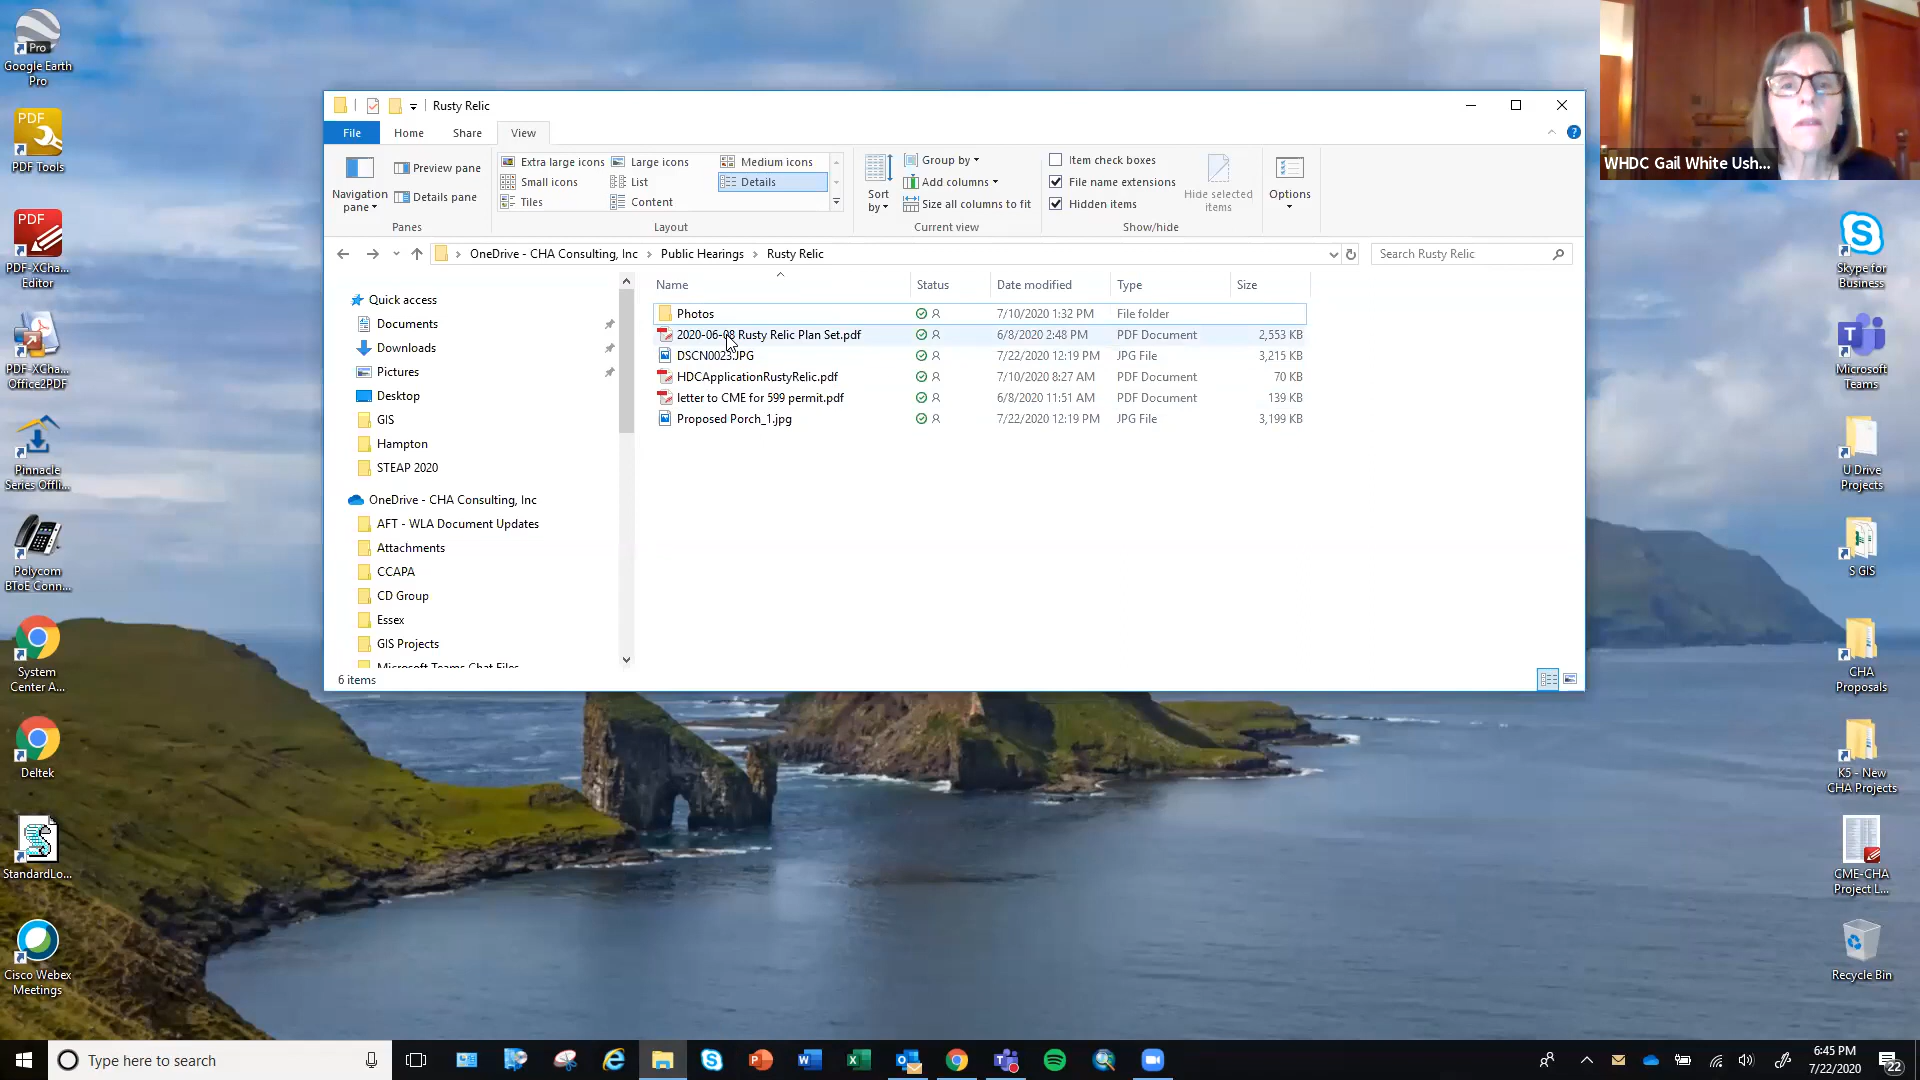 Google Earth
Pro
PDF Tools
PDF-XCha...
Editor
PDF-XCha...
Office2PDF
Pinnacle
Series Offli...
Polycom
BToE Conn...
System
Center A...
Deltek
StandardLo...
Cisco Webex
Meetings
Rusty Relic
File
Home
Share
View
Navigation
pane
Preview pane
Details pane
Panes
Extra large icons
Large icons
Medium icons
Small icons
List
Details
Tiles
Content
Layout
Sort
by
Group by
Add columns
Size all columns to fit
Current view
Item check boxes
File name extensions
Hidden items
Hide selected
items
Show/hide
Options
OneDrive - CHA Consulting, Inc > Public Hearings > Rusty Relic
Search Rusty Relic
Quick access
Documents
Downloads
Pictures
Desktop
GIS
Hampton
STEAP 2020
OneDrive - CHA Consulting, Inc
AFT - WLA Document Updates
Attachments
CCAPA
CD Group
Essex
GIS Projects
Microsoft Teams Chat Files
Name Status Date modified Type Size
Photos 7/10/2020 1:32 PM File folder
2020-06-08 Rusty Relic Plan Set.pdf 6/8/2020 2:48 PM PDF Document 2,553 KB
DSCN0023.JPG 7/22/2020 12:19 PM JPG File 3,215 KB
HDCApplicationRustyRelic.pdf 7/10/2020 8:27 AM PDF Document 70 KB
letter to CME for 599 permit.pdf 6/8/2020 11:51 AM PDF Document 139 KB
Proposed Porch_1.jpg 7/22/2020 12:19 PM JPG File 3,199 KB
6 items
WHDC Gail White Ush...
Skype for
Business
Microsoft
Teams
U Drive
Projects
S GIS
CHA
Proposals
K5 - New
CHA Projects
CME-CHA
Project L...
Recycle Bin
Type here to search
6:45 PM
7/22/2020
22